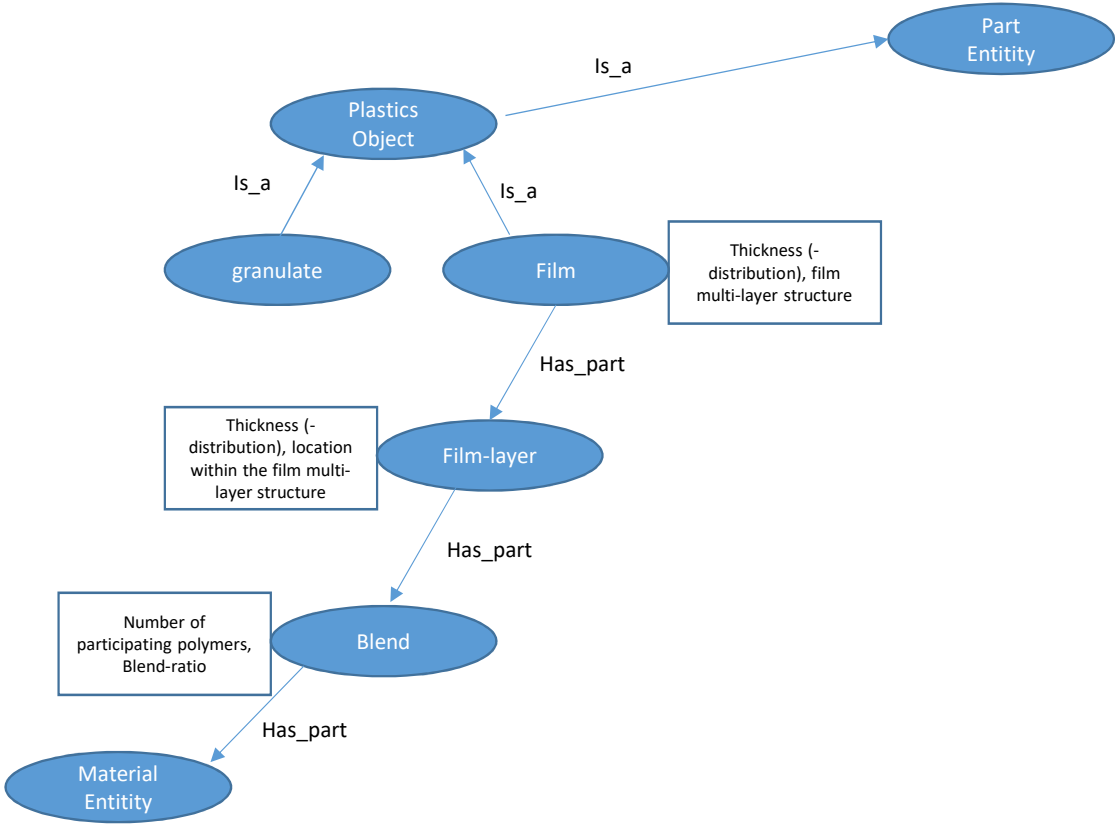 Part
Entitity
Is_a
Plastics
Object
Is_a
Is_a
granulate
Film
Thickness (-
distribution), film
multi-layer structure
Has_part
Thickness (-
distribution), location
within the film multi-
layer structure
Film-layer
Has_part
Number of
participating polymers,
Blend-ratio
Blend
Has_part
Material
Entitity